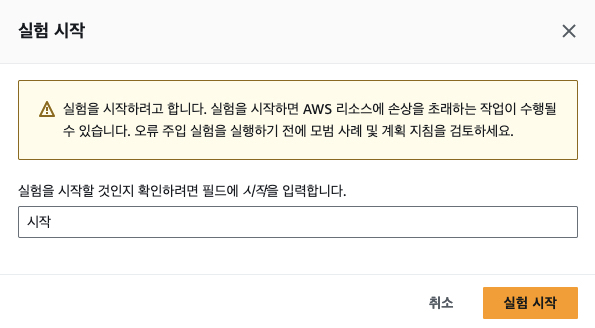 실험 시작
실험을 시작하려고 합니다. 실험을 시작하면 AWS 리소스에 손상을 초래하는 작업이 수행될
수 있습니다. 오류 주입 실험을 실행하기 전에 모범 사례 및 계획 지침을 검토하세요.
실험을 시작할 것인지 확인하려면 필드에 시작을 입력합니다.
시작
취소 실험 시작